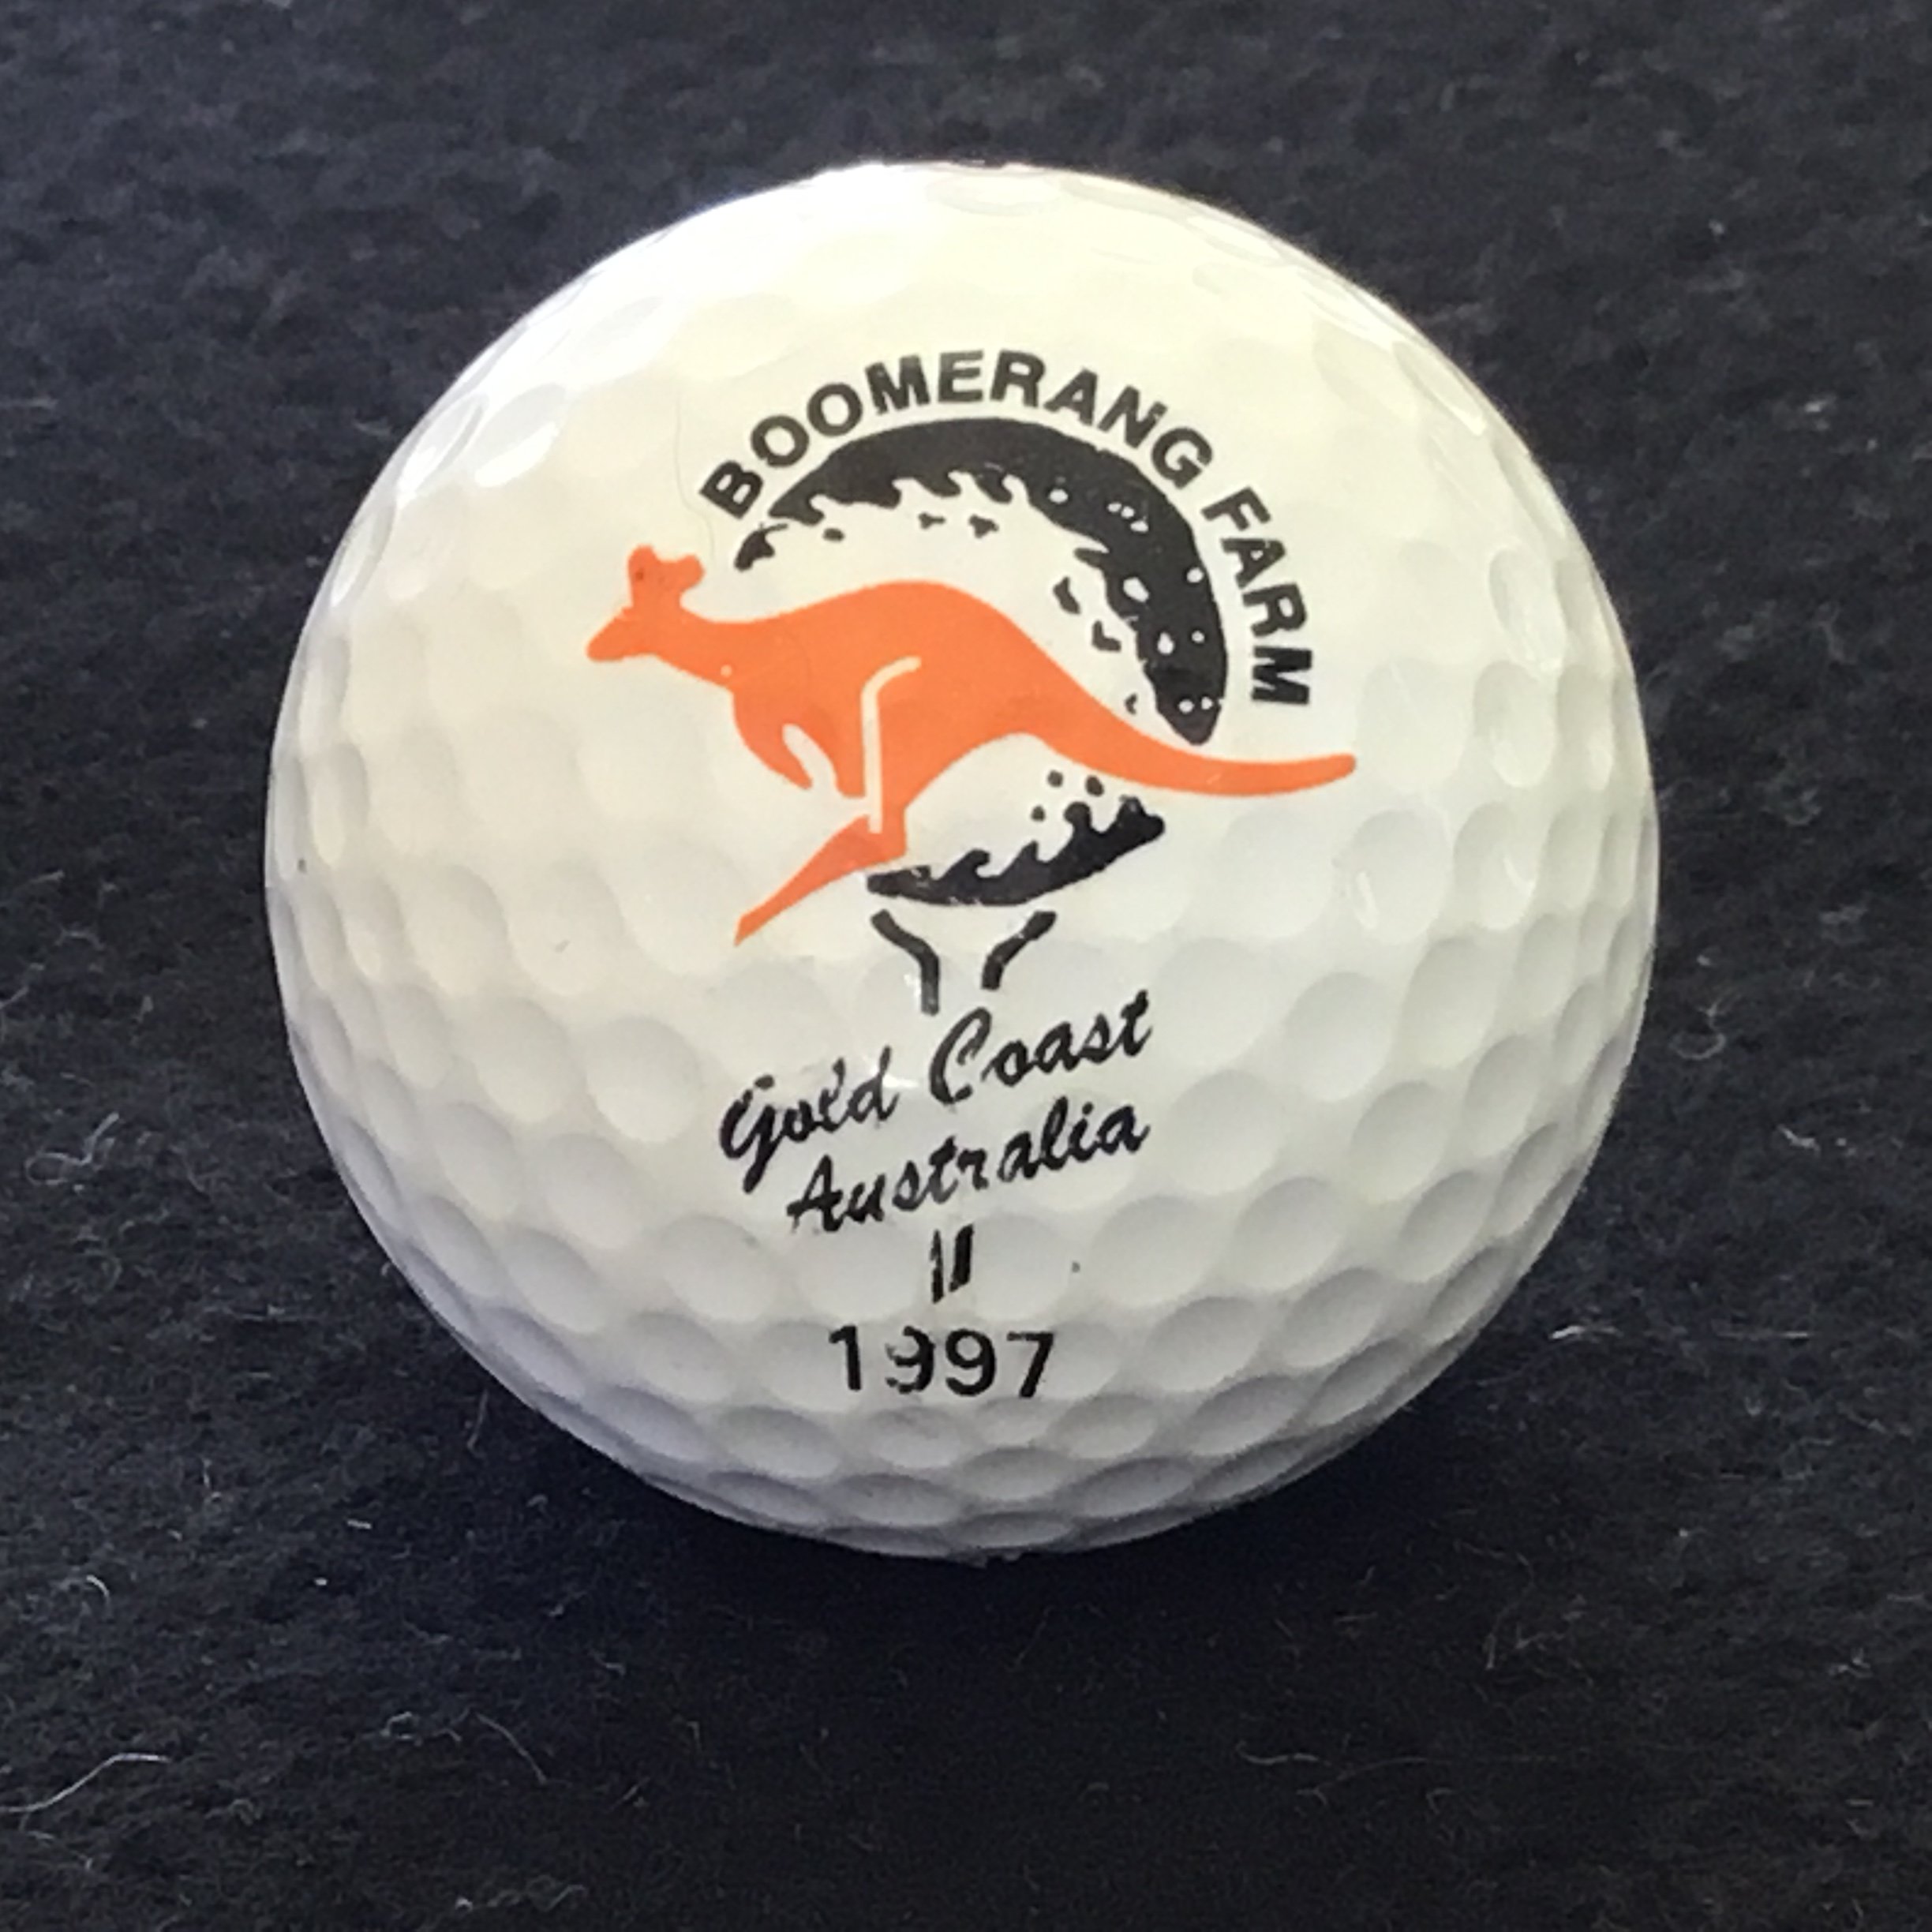 BOOMERANG FARM
Gold Coast
Australia
1997